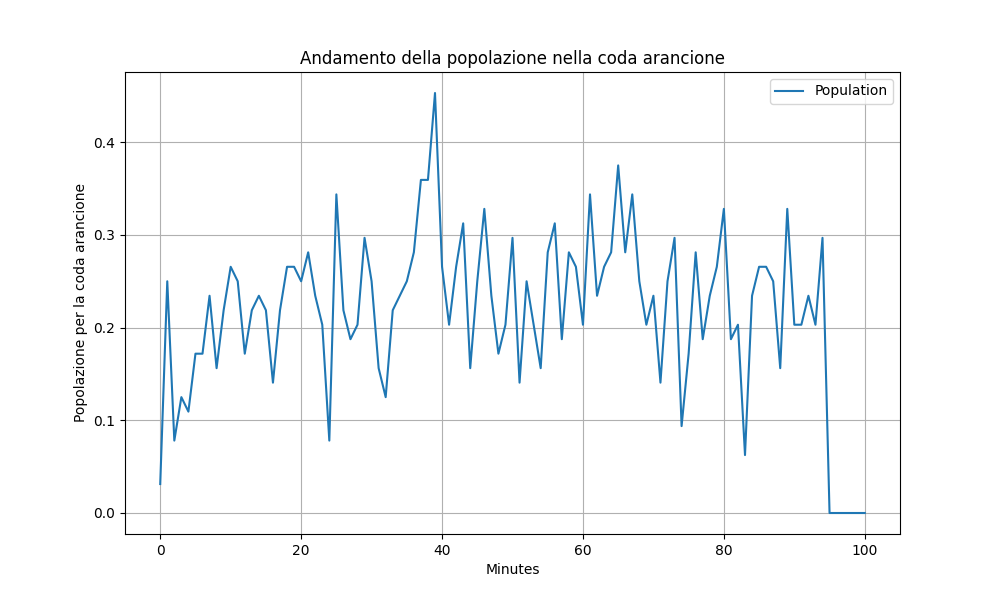 Andamento della popolazione nella coda arancione
Population
Popolazione per la coda arancione
0.4
0.3
0.2
0.1
0.0
0 20 40 60 80 100
Minutes